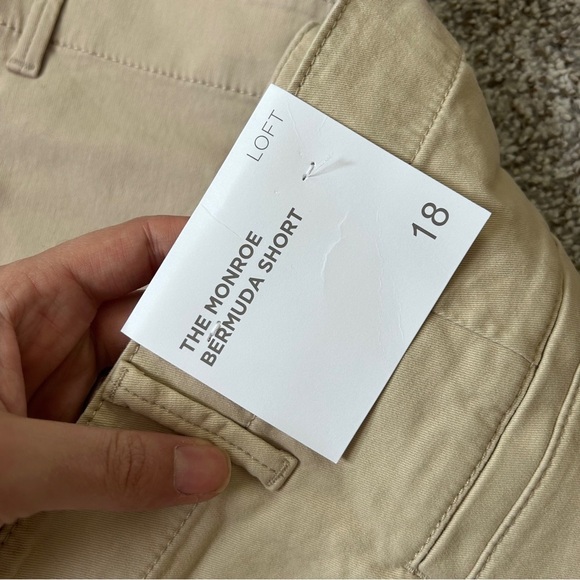 LOFT
THE MONROE
BERMUDA SHORT
18